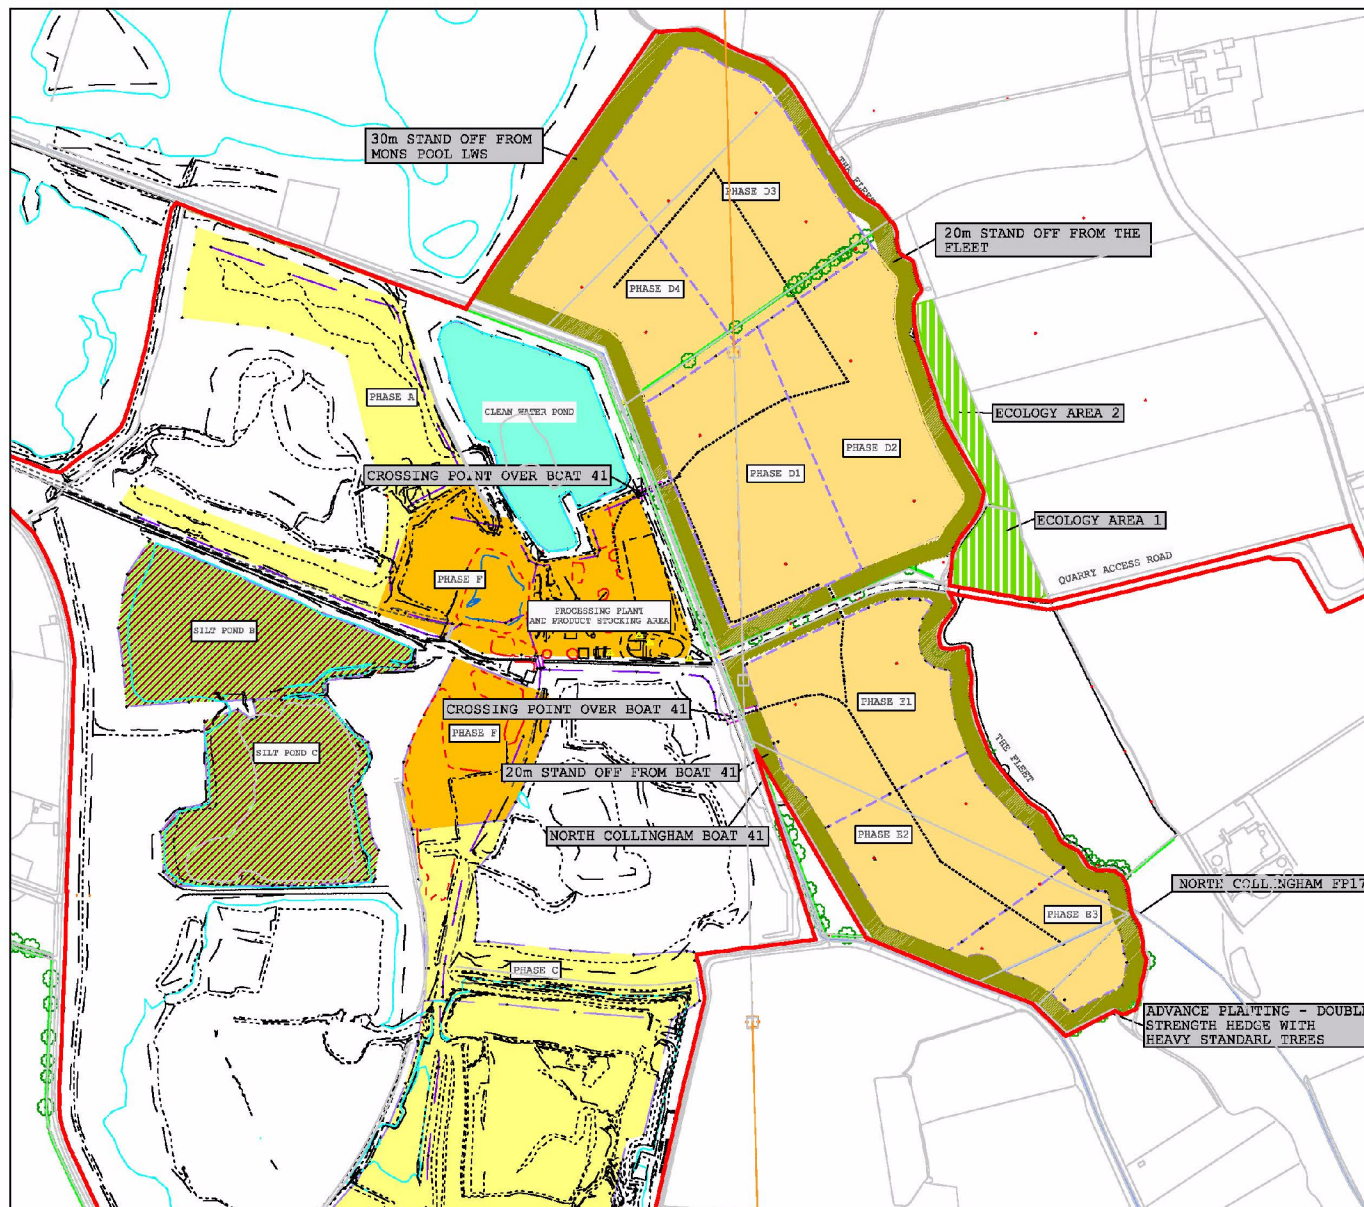 30m STAND OFF FROM
MONS POOL LWS
THA FLEET
PHASE D3
20m STAND OFF FROM THE
FLEET
PHASE D4
PHASE A
CLEAN WATER POND
ECOLOGY AREA 2
PHASE D2
CROSSING POINT OVER BOAT 41
PHASE D1
ECOLOGY AREA 1
QUARRY ACCESS ROAD
PHASE F
PROCESSING PLANT
AND PRODUCT STOCKING AREA
SILT POND B
PHASE E1
CROSSING POINT OVER BOAT 41
PHASE F
THE FLEET
SILT POND C
20m STAND OFF FROM BOAT 41
NORTH COLLINGHAM BOAT 41
PHASE E2
NORTH COLLINGHAM FP17
PHASE E3
PHASE C
ADVANCE PLANTING - DOUBLE
STRENGTH HEDGE WITH
HEAVY STANDARD TREES